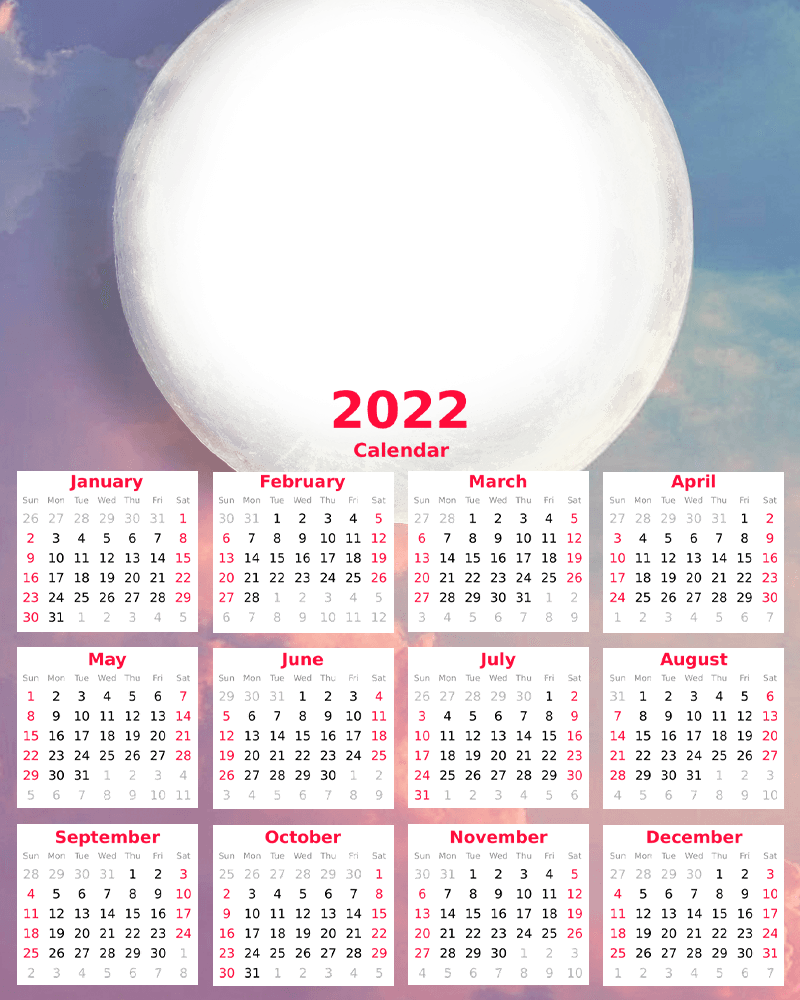 2022
Calendar
January February March April
Sun Mon Tue Wed Thu Fri Sat Sun Mon Tue Wed Thu Fri Sat Sun Mon Tue Wed Thu Fri Sat Sun Mon Tue Wed Thu Fri Sat
26 27 28 29 30 31 1 30 31 1 2 3 4 5 27 28 1 2 3 4 5 27 28 29 30 31 1 2
2 3 4 5 6 7 8 6 7 8 9 10 11 12 6 7 8 9 10 11 12 3 4 5 6 7 8 9
9 10 11 12 13 14 15 13 14 15 16 17 18 19 13 14 15 16 17 18 19 10 11 12 13 14 15 16
16 17 18 19 20 21 22 20 21 22 23 24 25 26 20 21 22 23 24 25 26 17 18 19 20 21 22 23
23 24 25 26 27 28 29 27 28 1 2 3 4 5 27 28 29 30 31 1 2 24 25 26 27 28 29 30
30 31 1 2 3 4 5 6 7 8 9 10 11 12 3 4 5 6 7 8 9 1 2 3 4 5 6 7
May June July August
Sun Mon Tue Wed Thu Fri Sat Sun Mon Tue Wed Thu Fri Sat Sun Mon Tue Wed Thu Fri Sat Sun Mon Tue Wed Thu Fri Sat
1 2 3 4 5 6 7 29 30 31 1 2 3 4 26 27 28 29 30 1 2 31 1 2 3 4 5 6
8 9 10 11 12 13 14 5 6 7 8 9 10 11 3 4 5 6 7 8 9 7 8 9 10 11 12 13
15 16 17 18 19 20 21 12 13 14 15 16 17 18 10 11 12 13 14 15 16 14 15 16 17 18 19 20
22 23 24 25 26 27 28 19 20 21 22 23 24 25 17 18 19 20 21 22 23 21 22 23 24 25 26 27
29 30 31 1 2 3 4 26 27 28 29 30 1 2 24 25 26 27 28 29 30 28 29 30 31 1 2 3
5 6 7 8 9 10 11 3 4 5 6 7 8 9 31 1 2 3 4 5 6 4 5 6 7 8 9 10
September October November December
Sun Mon Tue Wed Thu Fri Sat Sun Mon Tue Wed Thu Fri Sat Sun Mon Tue Wed Thu Fri Sat Sun Mon Tue Wed Thu Fri Sat
28 29 30 31 1 2 3 25 26 27 28 29 30 1 30 31 1 2 3 4 5 27 28 29 30 1 2 3
4 5 6 7 8 9 10 2 3 4 5 6 7 8 6 7 8 9 10 11 12 4 5 6 7 8 9 10
11 12 13 14 15 16 17 9 10 11 12 13 14 15 13 14 15 16 17 18 19 11 12 13 14 15 16 17
18 19 20 21 22 23 24 16 17 18 19 20 21 22 20 21 22 23 24 25 26 18 19 20 21 22 23 24
25 26 27 28 29 30 1 23 24 25 26 27 28 29 27 28 29 30 1 2 3 25 26 27 28 29 30 31
2 3 4 5 6 7 8 30 31 1 2 3 4 5 4 5 6 7 8 9 10 1 2 3 4 5 6 7